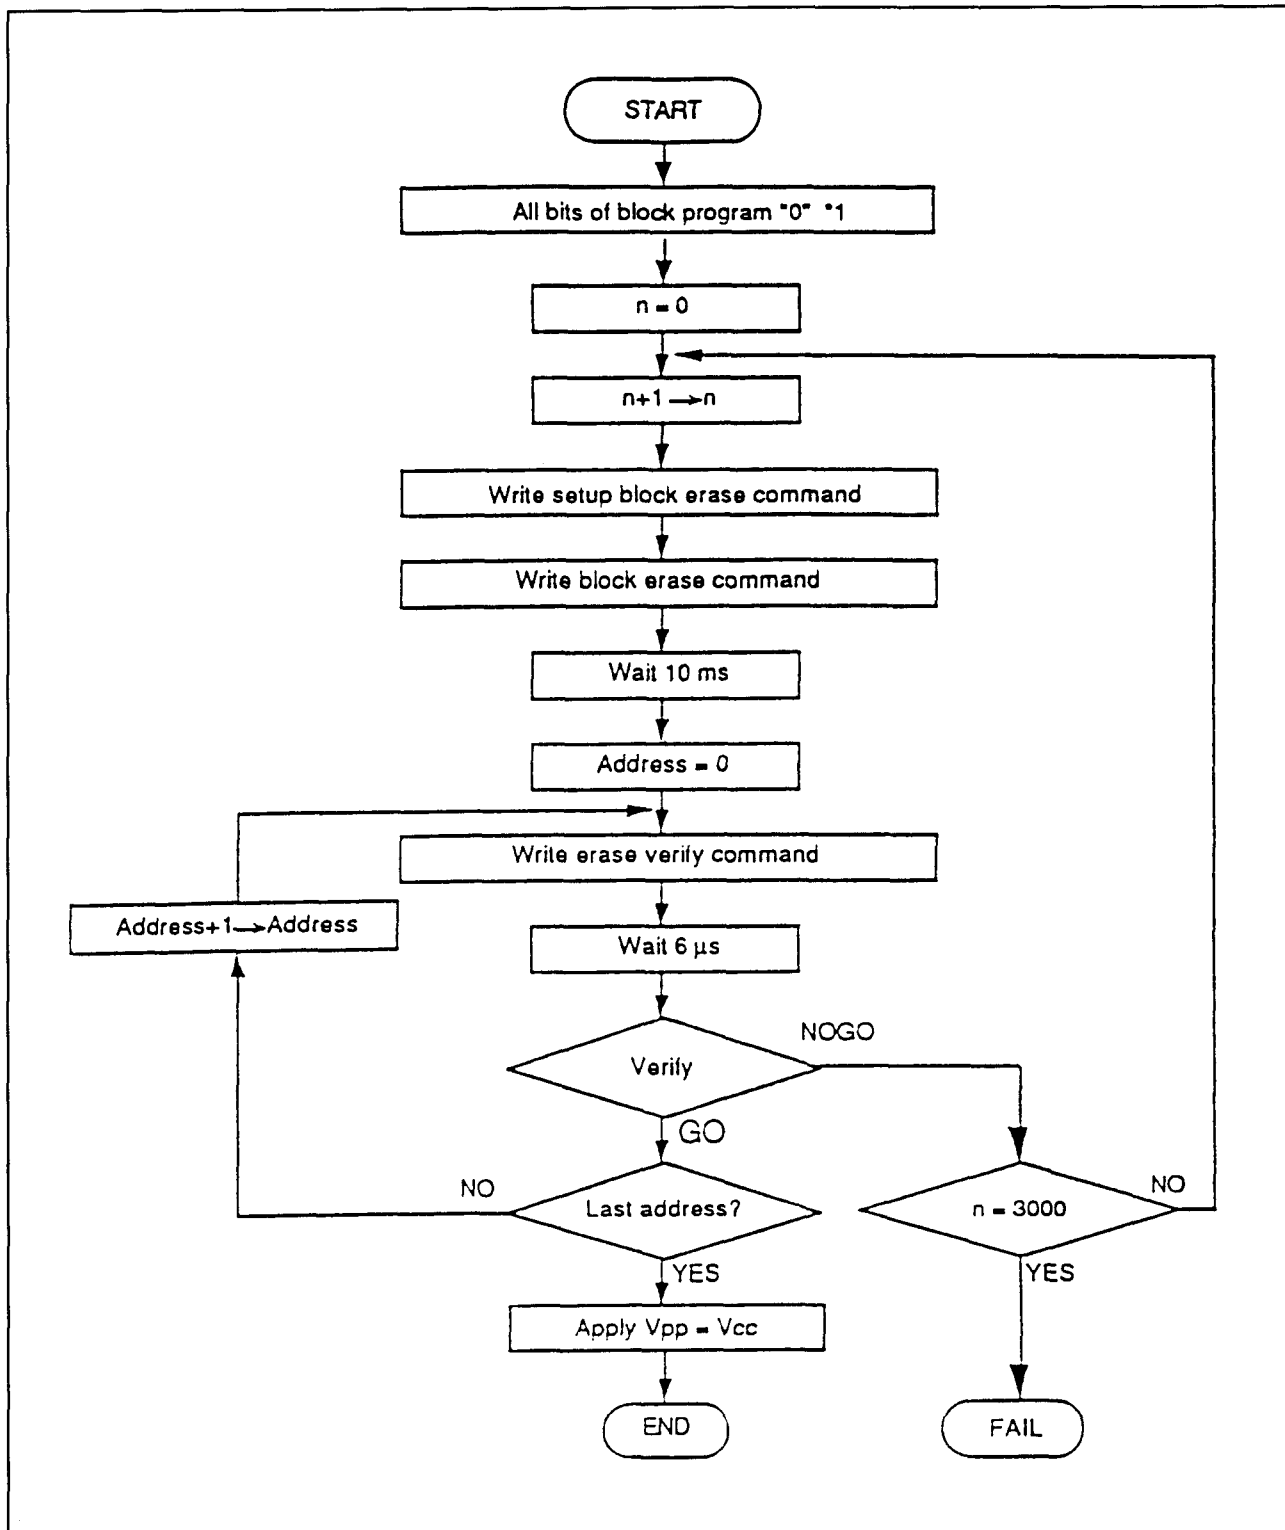 START
All bits of block program "0" *1
n = 0
n+1 → n
Write setup block erase command
Write block erase command
Wait 10 ms
Address = 0
Write erase verify command
Address+1 → Address
Wait 6 μs
NOGO
Verify
GO
NO
Last address?
n = 3000
NO
YES
YES
Apply Vpp = Vcc
END
FAIL